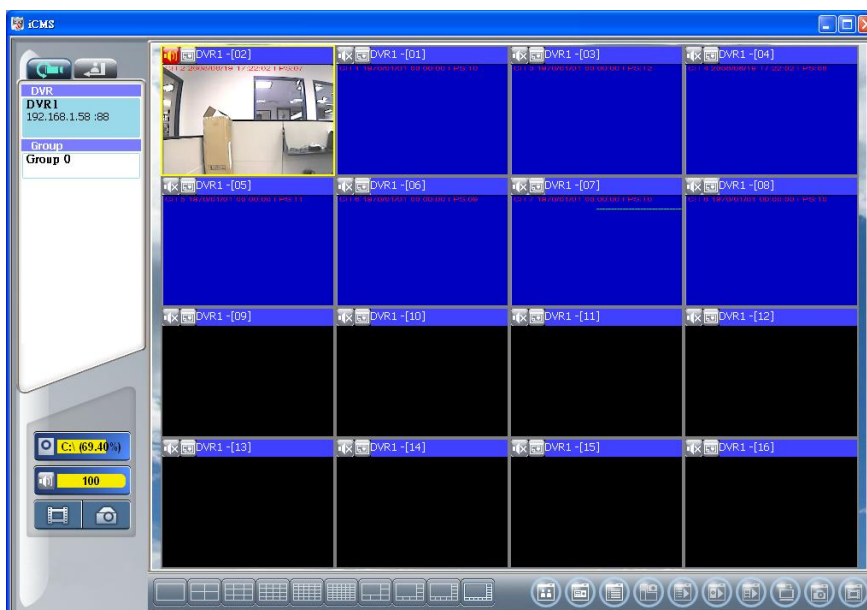 iCMS
DVR1 -[02]
DVR1 -[01]
DVR1 -[03]
DVR1 -[04]
DVR
DVR1
192.168.1.58 :88
Group
Group 0
DVR1 -[05]
DVR1 -[06]
DVR1 -[07]
DVR1 -[08]
DVR1 -[09]
DVR1 -[10]
DVR1 -[11]
DVR1 -[12]
C:\ (69.40%)
100
DVR1 -[13]
DVR1 -[14]
DVR1 -[15]
DVR1 -[16]